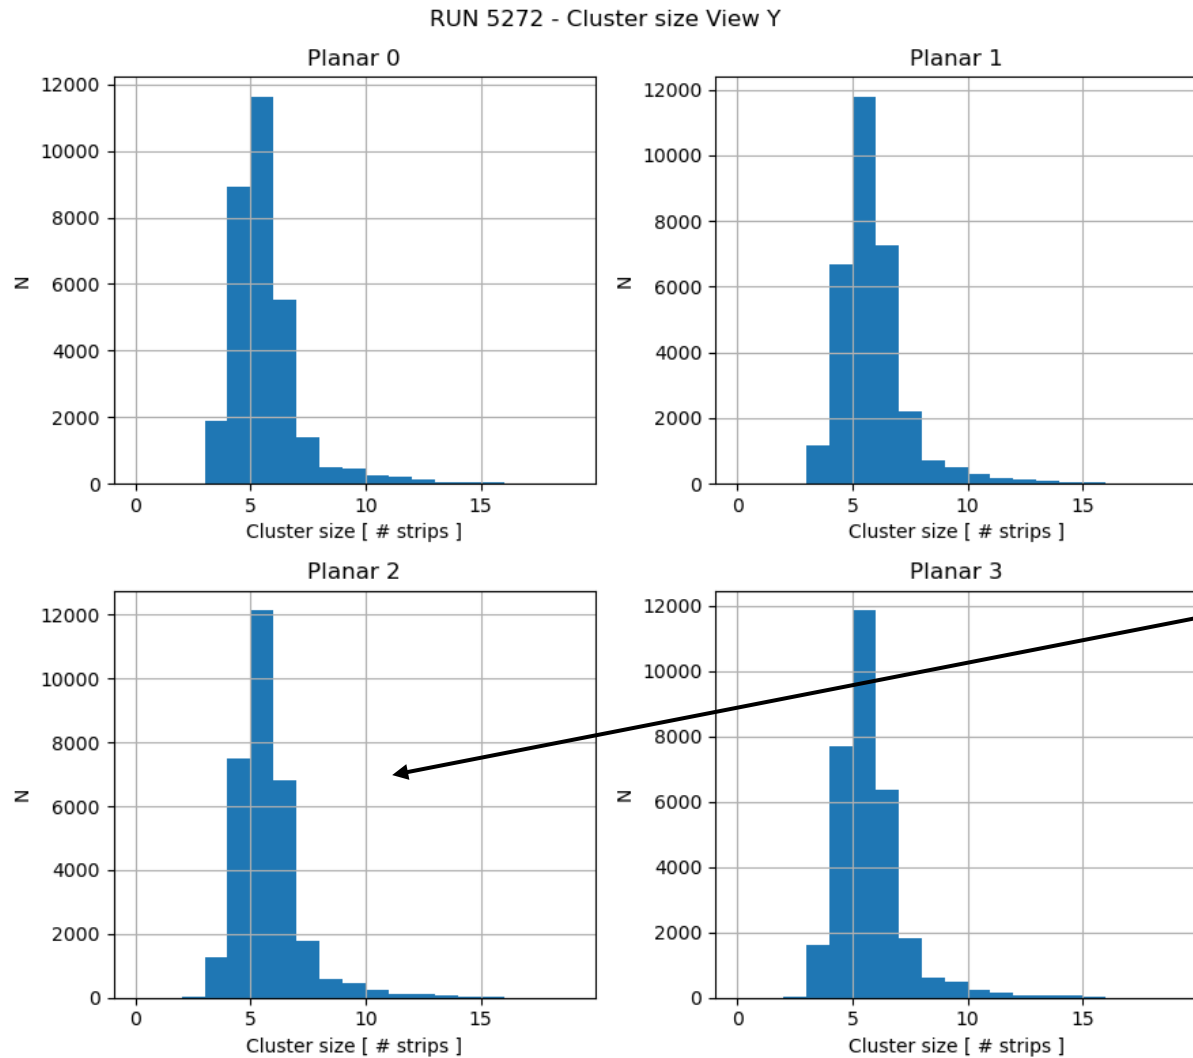 RUN 5272 - Cluster size View Y
Planar 0
12000
10000
8000
6000
4000
2000
0
N
0 5 10 15
Cluster size [ # strips ]
Planar 1
12000
10000
8000
6000
4000
2000
0
N
0 5 10 15
Cluster size [ # strips ]
Planar 2
12000
10000
8000
6000
4000
2000
0
N
0 5 10 15
Cluster size [ # strips ]
Planar 3
12000
10000
8000
6000
4000
2000
0
N
0 5 10 15
Cluster size [ # strips ]